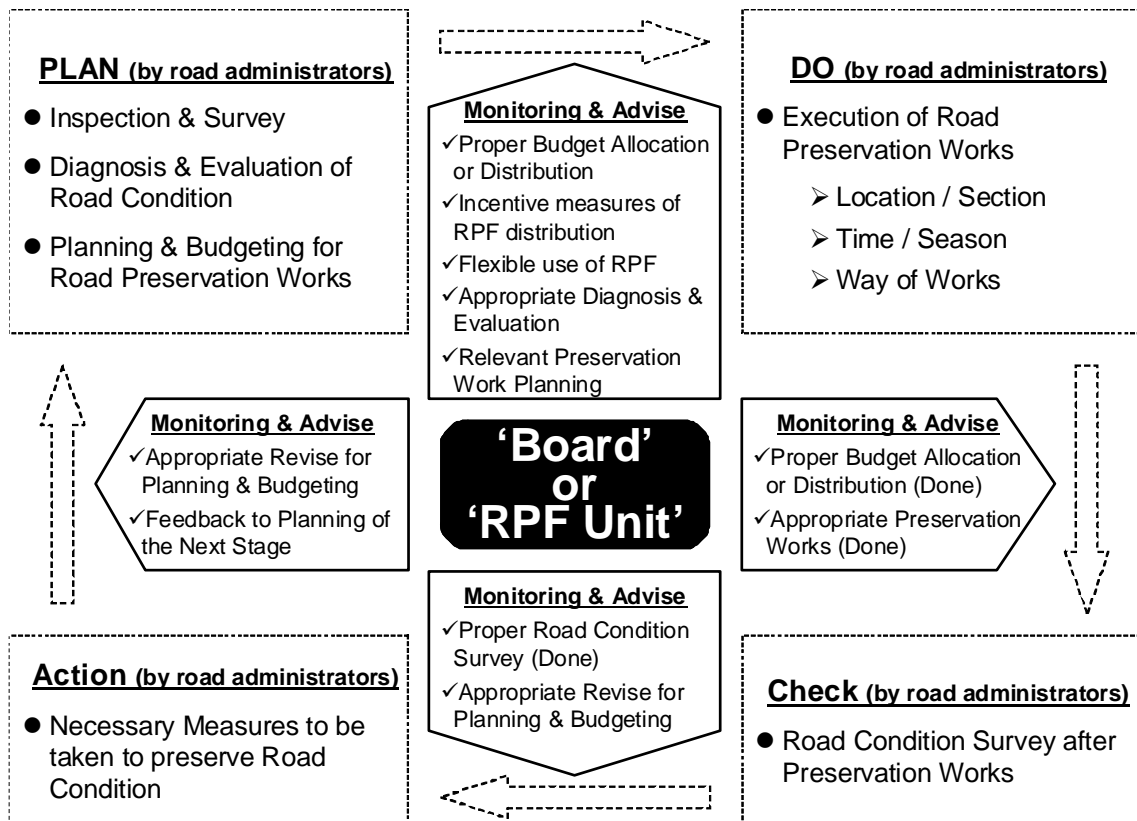 PLAN (by road administrators)
● Inspection & Survey
● Diagnosis & Evaluation of
Road Condition
● Planning & Budgeting for
Road Preservation Works
Monitoring & Advise
✓Proper Budget Allocation
or Distribution
✓Incentive measures of
RPF distribution
✓Flexible use of RPF
✓Appropriate Diagnosis &
Evaluation
✓Relevant Preservation
Work Planning
DO (by road administrators)
● Execution of Road
Preservation Works
➢ Location / Section
➢ Time / Season
➢ Way of Works
Monitoring & Advise
✓Appropriate Revise for
Planning & Budgeting
✓Feedback to Planning of
the Next Stage
‘Board’
or
‘RPF Unit’
Monitoring & Advise
✓Proper Budget Allocation
or Distribution (Done)
✓Appropriate Preservation
Works (Done)
Monitoring & Advise
✓Proper Road Condition
Survey (Done)
✓Appropriate Revise for
Planning & Budgeting
Action (by road administrators)
● Necessary Measures to be
taken to preserve Road
Condition
Check (by road administrators)
● Road Condition Survey after
Preservation Works